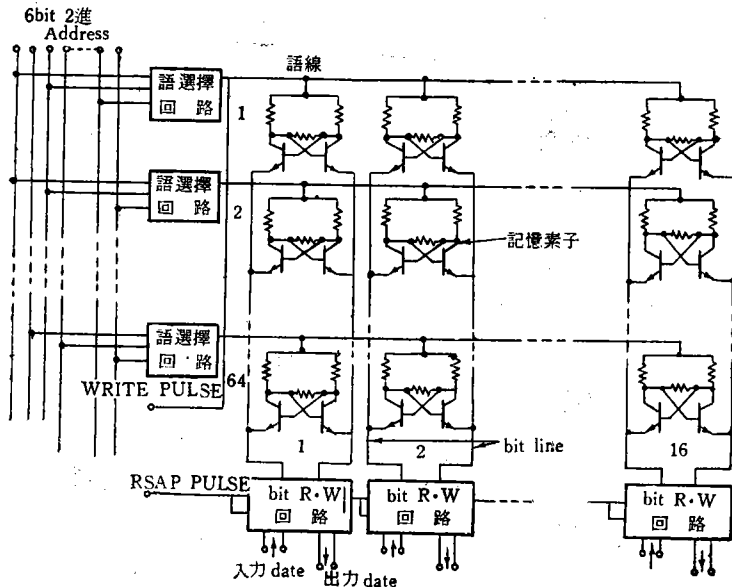 6bit 2進
Address
語線
語選擇
回路
1
語選擇
回路
2
記憶素子
語選擇
回路
64
WRITE PULSE
1
2
bit line
16
RSAP PULSE
bit R·W
回路
bit R·W
回路
bit R·W
回路
入力 date
出力 date